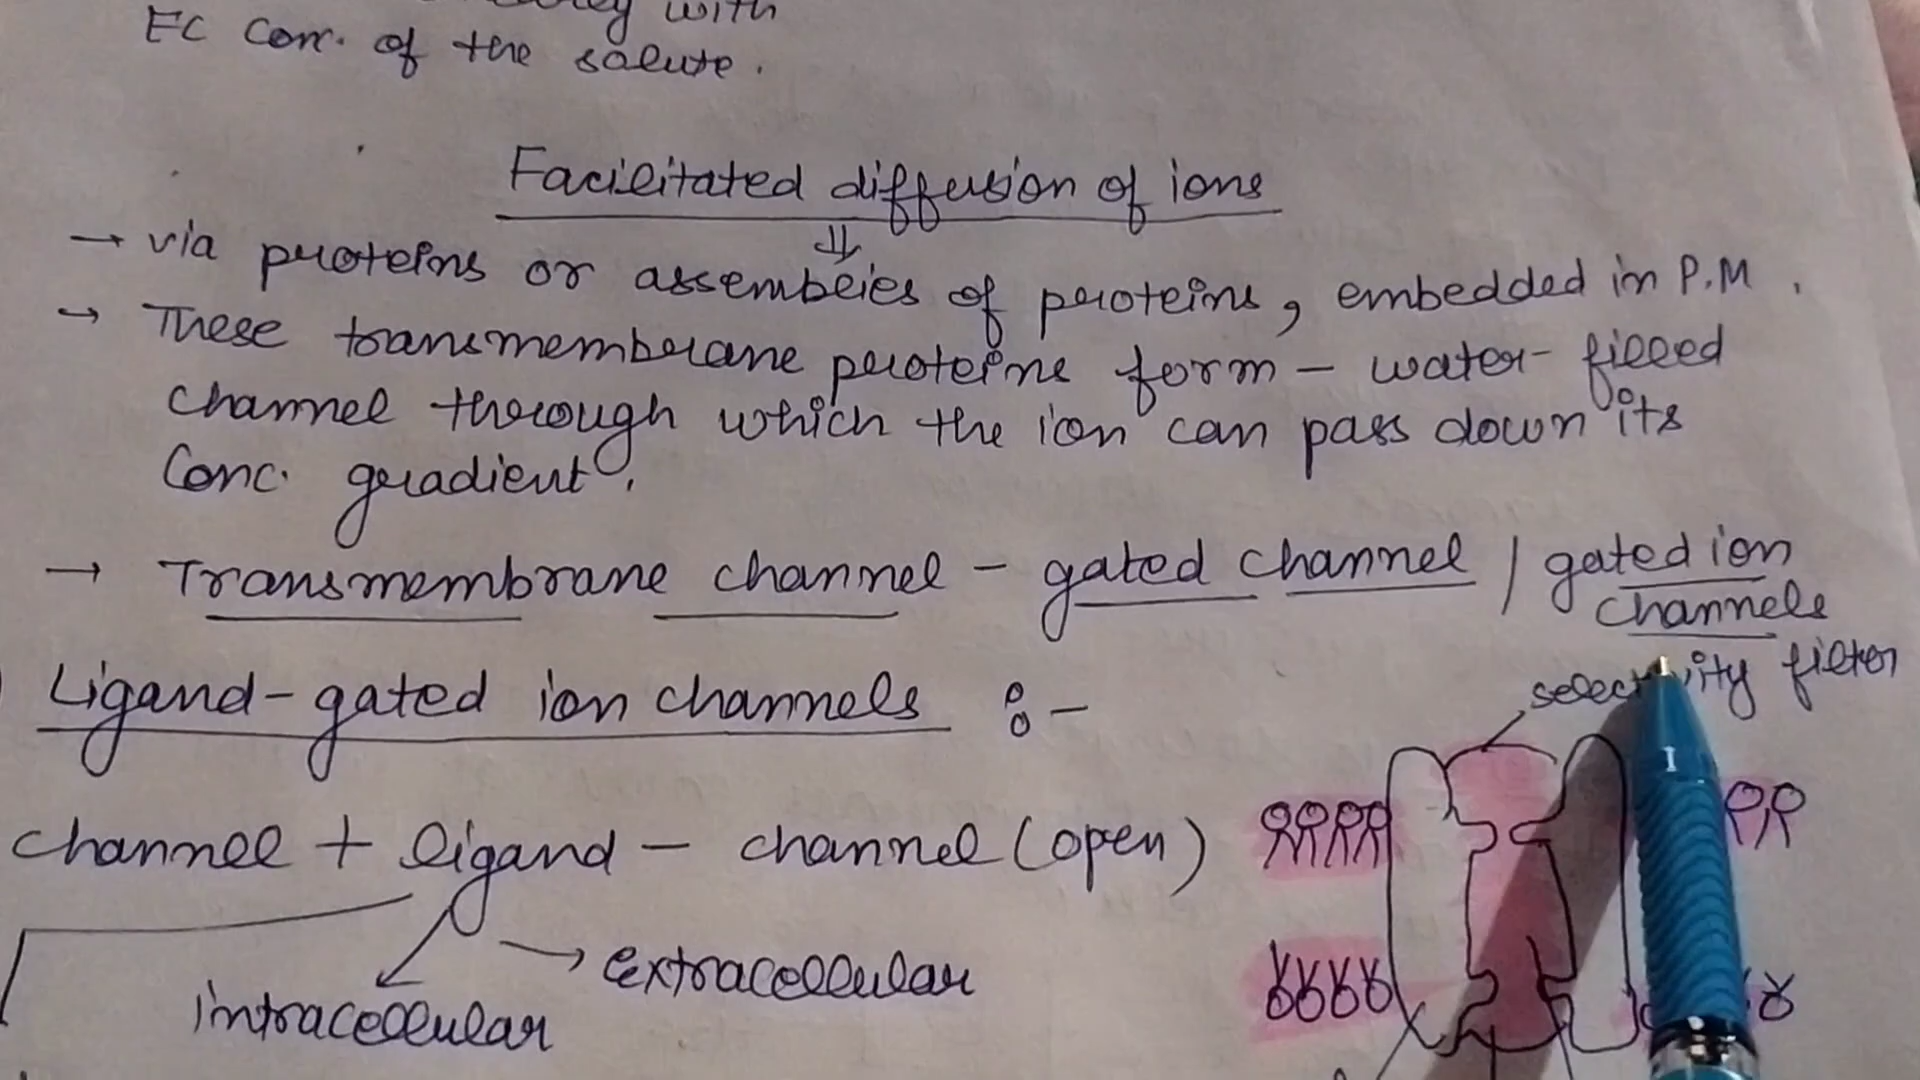 with
EC Conc. of the solute.
Facilitated diffusion of ions
→ via proteins or assemblies of proteins, embedded in P.M.
→ These transmembrane proteins form - water-filled
channel through which the ion can pass down its
Conc. gradient.
→ Transmembrane channel - gated channel / gated ion
channels
selectivity filter
Ligand-gated ion channels :-
channel + ligand - channel (open)
→ extracellular
intracellular